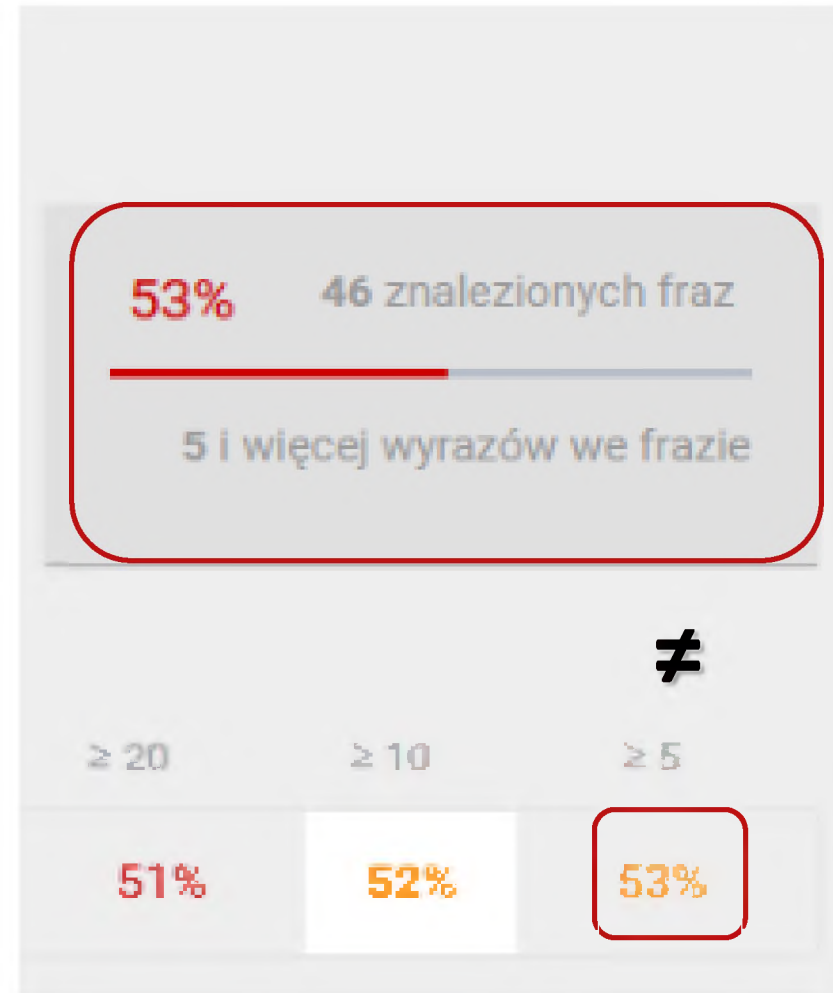 53% 46 znalezionych fraz
5 i więcej wyrazów we frazie
≠
≥ 20 ≥ 10 ≥ 5
51% 52% 53%